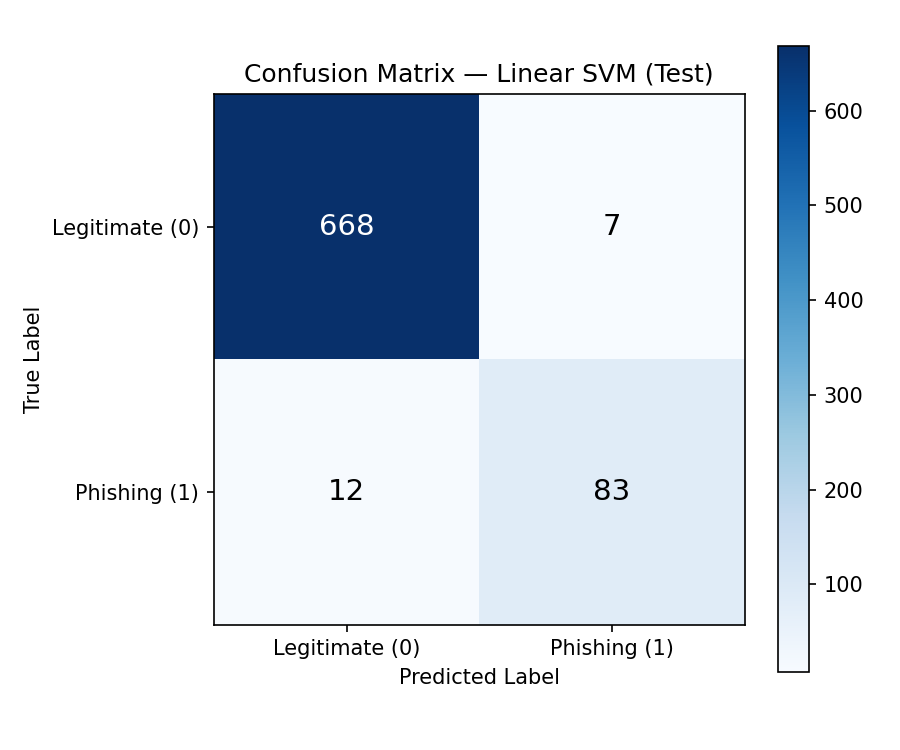 Confusion Matrix — Linear SVM (Test)
Legitimate (0)
668
7
Phishing (1)
12
83
True Label
Legitimate (0)
Phishing (1)
Predicted Label
600
500
400
300
200
100